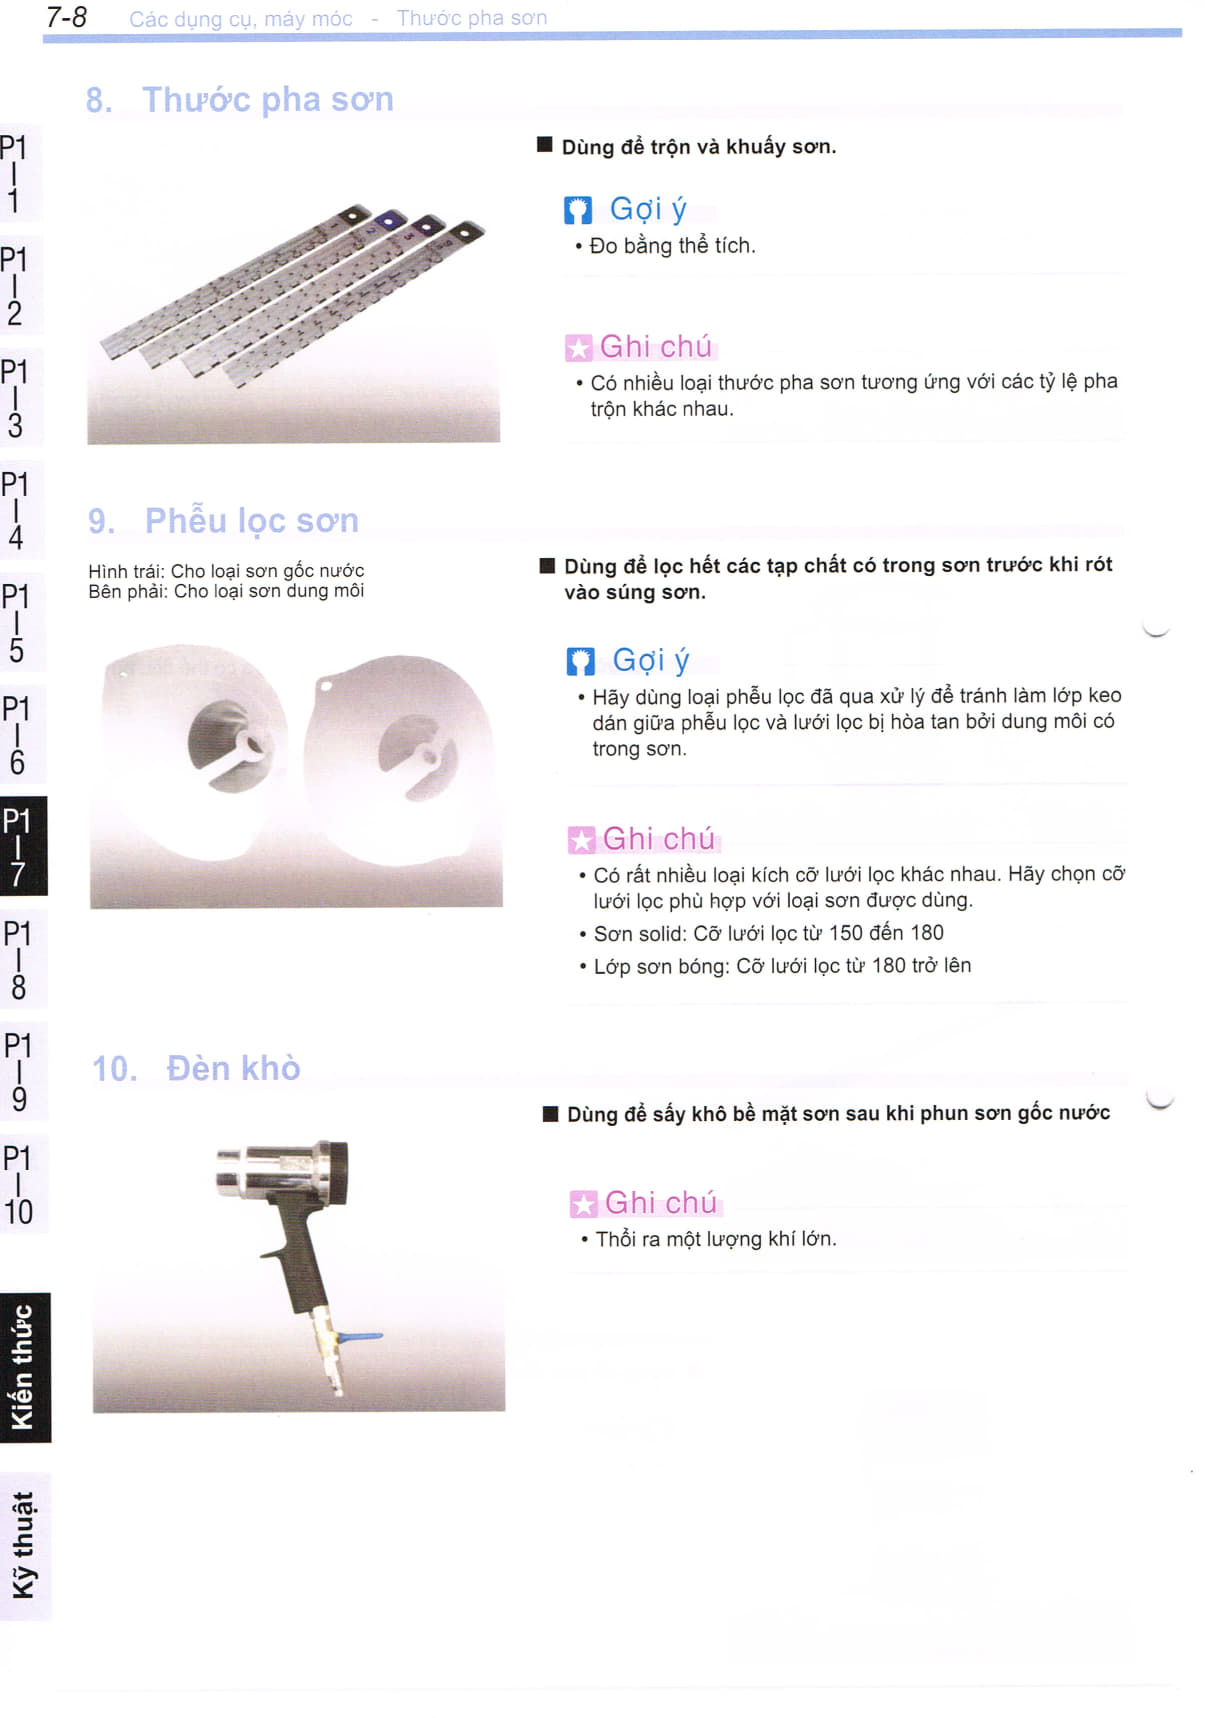 7-8 Các dụng cụ, máy móc - Thước pha sơn
8. Thước pha sơn
■ Dùng để trộn và khuấy sơn.
Gợi ý
• Đo bằng thể tích.
Ghi chú
• Có nhiều loại thước pha sơn tương ứng với các tỷ lệ pha
trộn khác nhau.
9. Phễu lọc sơn
Hình trái: Cho loại sơn gốc nước
Bên phải: Cho loại sơn dung môi
■ Dùng để lọc hết các tạp chất có trong sơn trước khi rót
vào súng sơn.
Gợi ý
• Hãy dùng loại phễu lọc đã qua xử lý để tránh làm lớp keo
dán giữa phễu lọc và lưới lọc bị hòa tan bởi dung môi có
trong sơn.
Ghi chú
• Có rất nhiều loại kích cỡ lưới lọc khác nhau. Hãy chọn cỡ
lưới lọc phù hợp với loại sơn được dùng.
• Sơn solid: Cỡ lưới lọc từ 150 đến 180
• Lớp sơn bóng: Cỡ lưới lọc từ 180 trở lên
10. Đèn khò
■ Dùng để sấy khô bề mặt sơn sau khi phun sơn gốc nước
Ghi chú
• Thổi ra một lượng khí lớn.
P1
1
P1
2
P1
3
P1
4
P1
5
P1
6
P1
7
P1
8
P1
9
P1
10
Kiến thức
Kỹ thuật